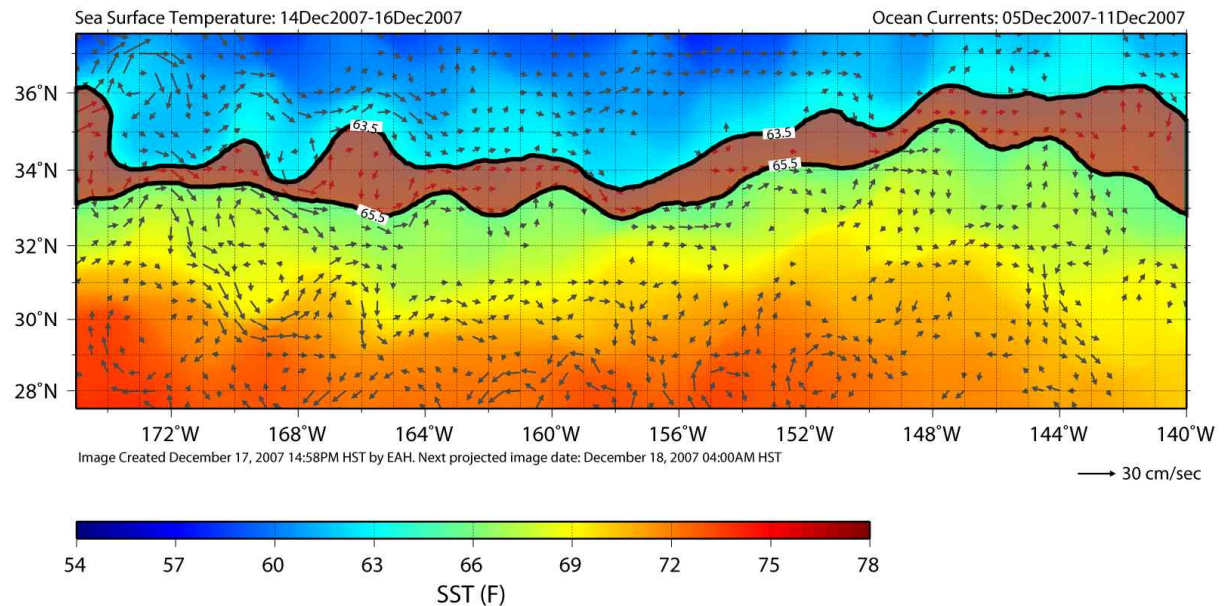 Sea Surface Temperature: 14Dec2007-16Dec2007
Ocean Currents: 05Dec2007-11Dec2007
36°N
34°N
32°N
30°N
28°N
63.5
65.5
63.5
65.5
172°W 168°W 164°W 160°W 156°W 152°W 148°W 144°W 140°W
Image Created December 17, 2007 14:58PM HST by EAH. Next projected image date: December 18, 2007 04:00AM HST
30 cm/sec
54 57 60 63 66 69 72 75 78
SST (F)